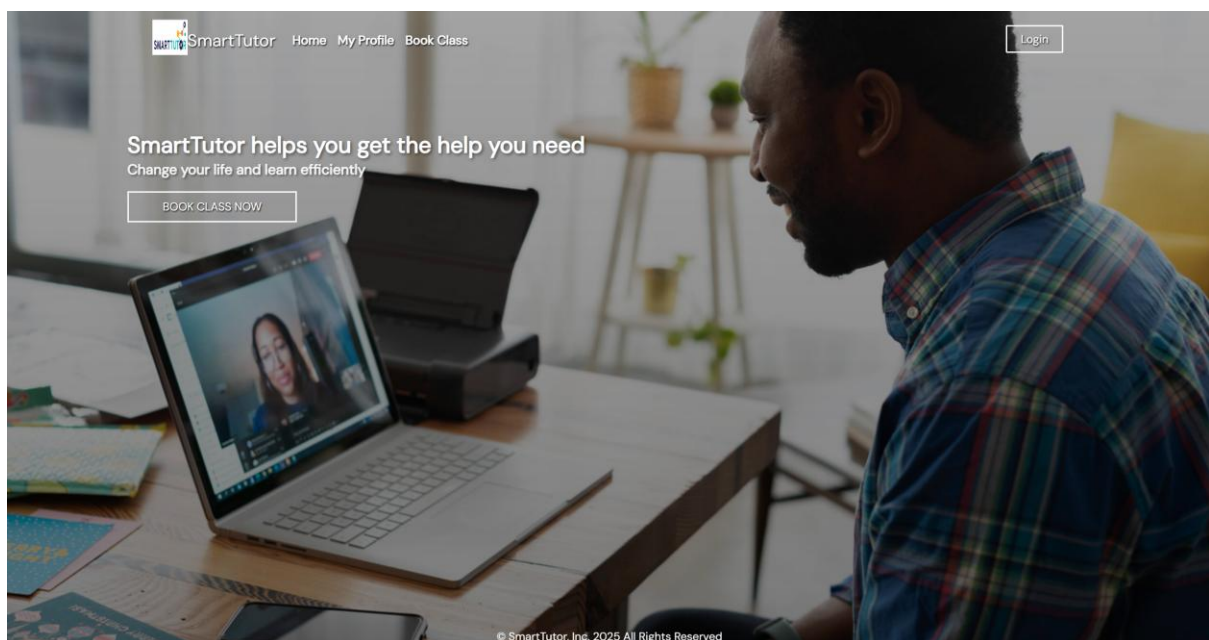 SMARTTUTOR
SmartTutor Home My Profile Book Class
Login
SmartTutor helps you get the help you need
Change your life and learn efficiently
BOOK CLASS NOW
© SmartTutor, Inc. 2025 All Rights Reserved